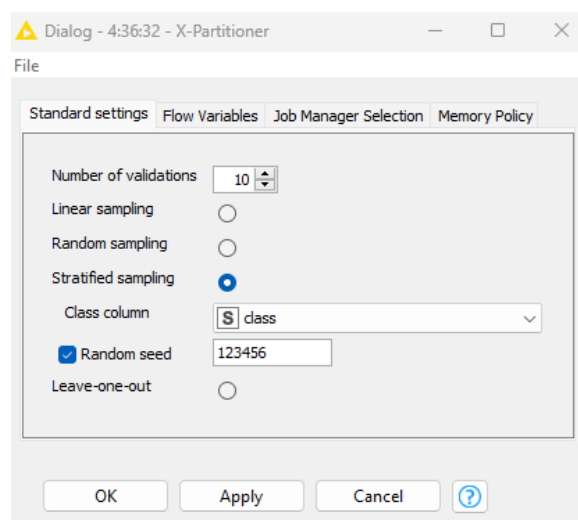 Dialog - 4:36:32 - X-Partitioner
File
Standard settings Flow Variables Job Manager Selection Memory Policy
Number of validations 10
Linear sampling
Random sampling
Stratified sampling
Class column S class
Random seed 123456
Leave-one-out
OK Apply Cancel ?